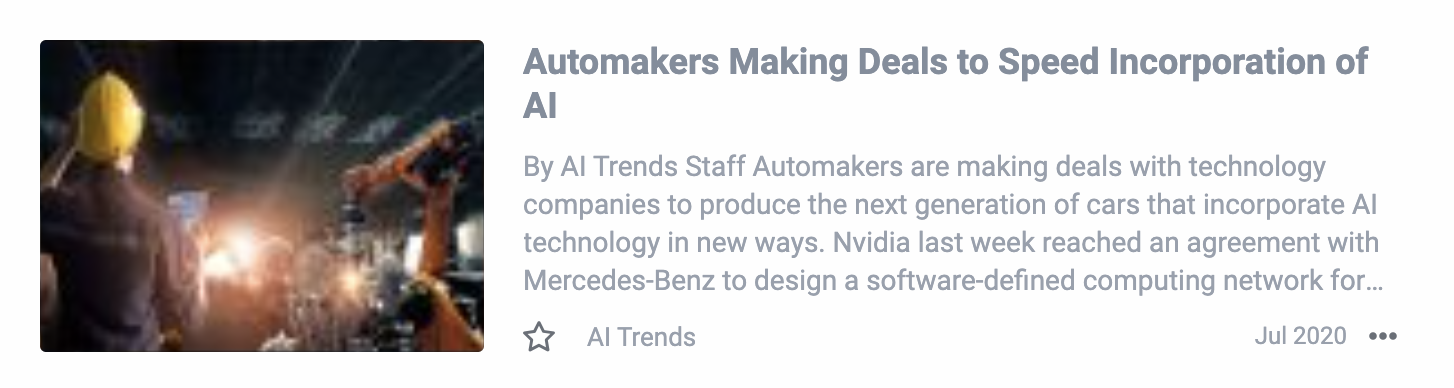 Automakers Making Deals to Speed Incorporation of
AI
By AI Trends Staff Automakers are making deals with technology
companies to produce the next generation of cars that incorporate AI
technology in new ways. Nvidia last week reached an agreement with
Mercedes-Benz to design a software-defined computing network for...
AI Trends
Jul 2020